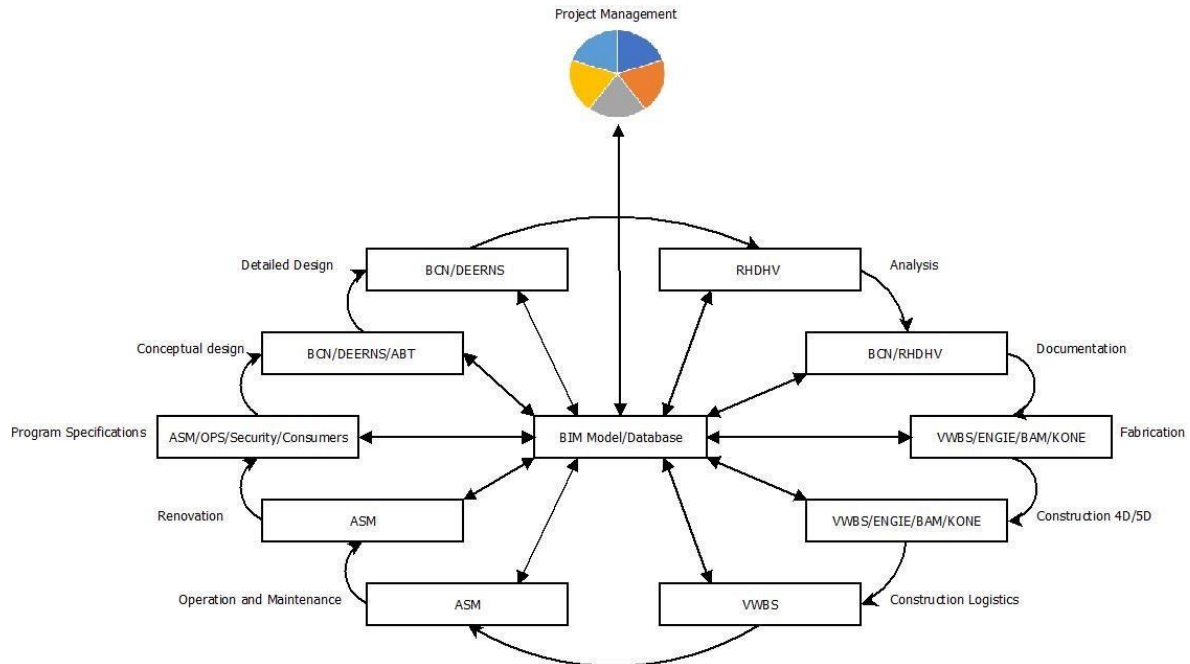 Project Management
Detailed Design
BCN/DEERNS
RHDHV
Analysis
Conceptual design
BCN/DEERNS/ABT
BCN/RHDHV
Documentation
Program Specifications
ASM/OPS/Security/Consumers
BIM Model/Database
VWBS/ENGIE/BAM/KONE
Fabrication
Renovation
ASM
VWBS/ENGIE/BAM/KONE
Construction 4D/5D
Operation and Maintenance
ASM
VWBS
Construction Logistics